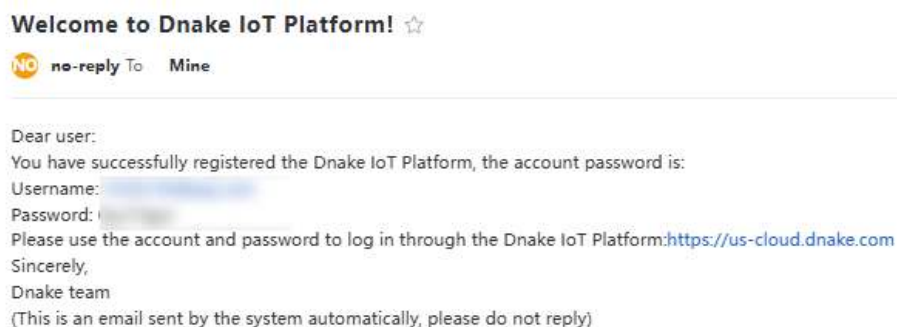 Welcome to Dnake IoT Platform!
NO no-reply To Mine
Dear user:
You have successfully registered the Dnake IoT Platform, the account password is:
Username:
Password:
Please use the account and password to log in through the Dnake IoT Platform:https://us-cloud.dnake.com
Sincerely,
Dnake team
(This is an email sent by the system automatically, please do not reply)